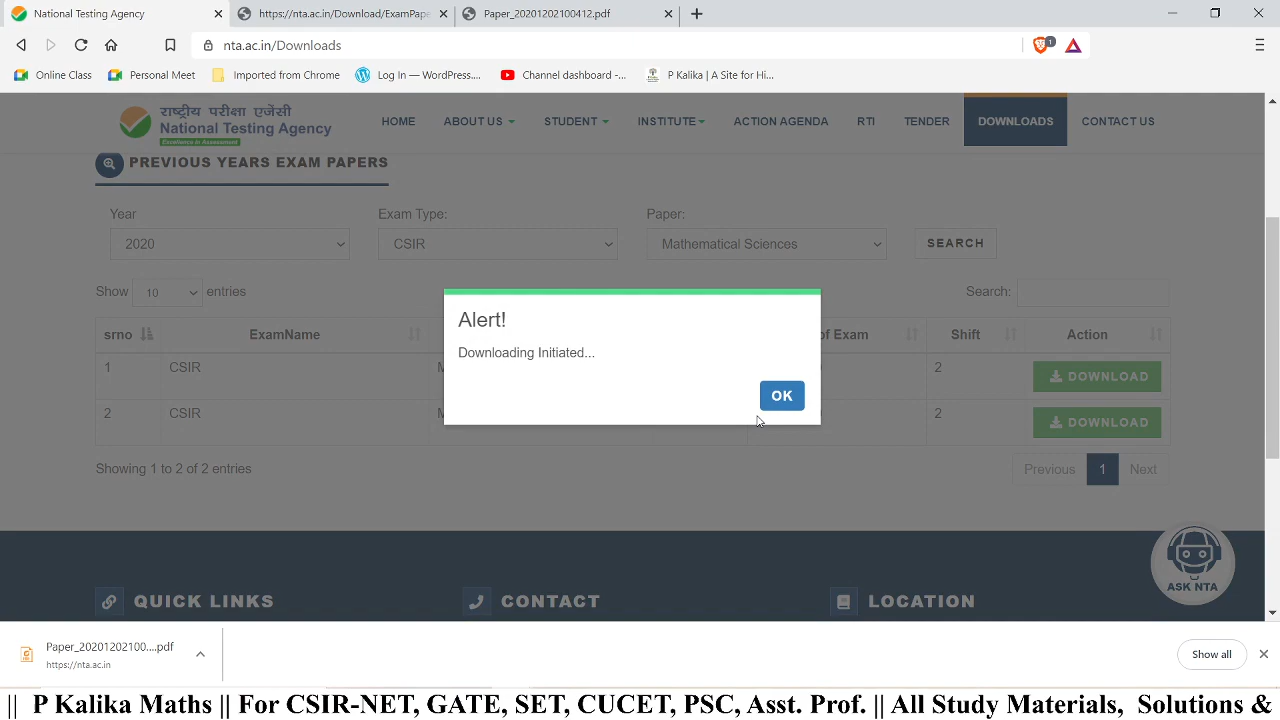 National Testing Agency
https://nta.ac.in/Download/ExamPape
Paper_20201202100412.pdf
nta.ac.in/Downloads
1
Online Class
Personal Meet
Imported from Chrome
Log In — WordPress....
Channel dashboard -...
P Kalika | A Site for Hi...
राष्ट्रीय परीक्षा एजेंसी
National Testing Agency
Excellence in Assessment
HOME
ABOUT US
STUDENT
INSTITUTE
ACTION AGENDA
RTI
TENDER
DOWNLOADS
CONTACT US
PREVIOUS YEARS EXAM PAPERS
Year
Exam Type:
Paper:
2020
CSIR
Mathematical Sciences
SEARCH
Show 10 entries
Search:
srno
ExamName
of Exam
Shift
Action
1
CSIR
M
2
DOWNLOAD
2
CSIR
M
2
DOWNLOAD
Alert!
Downloading Initiated...
OK
Showing 1 to 2 of 2 entries
Previous
1
Next
ASK NTA
QUICK LINKS
CONTACT
LOCATION
Paper_20201202100....pdf
https://nta.ac.in
Show all
|| P Kalika Maths || For CSIR-NET, GATE, SET, CUCET, PSC, Asst. Prof. || All Study Materials, Solutions &